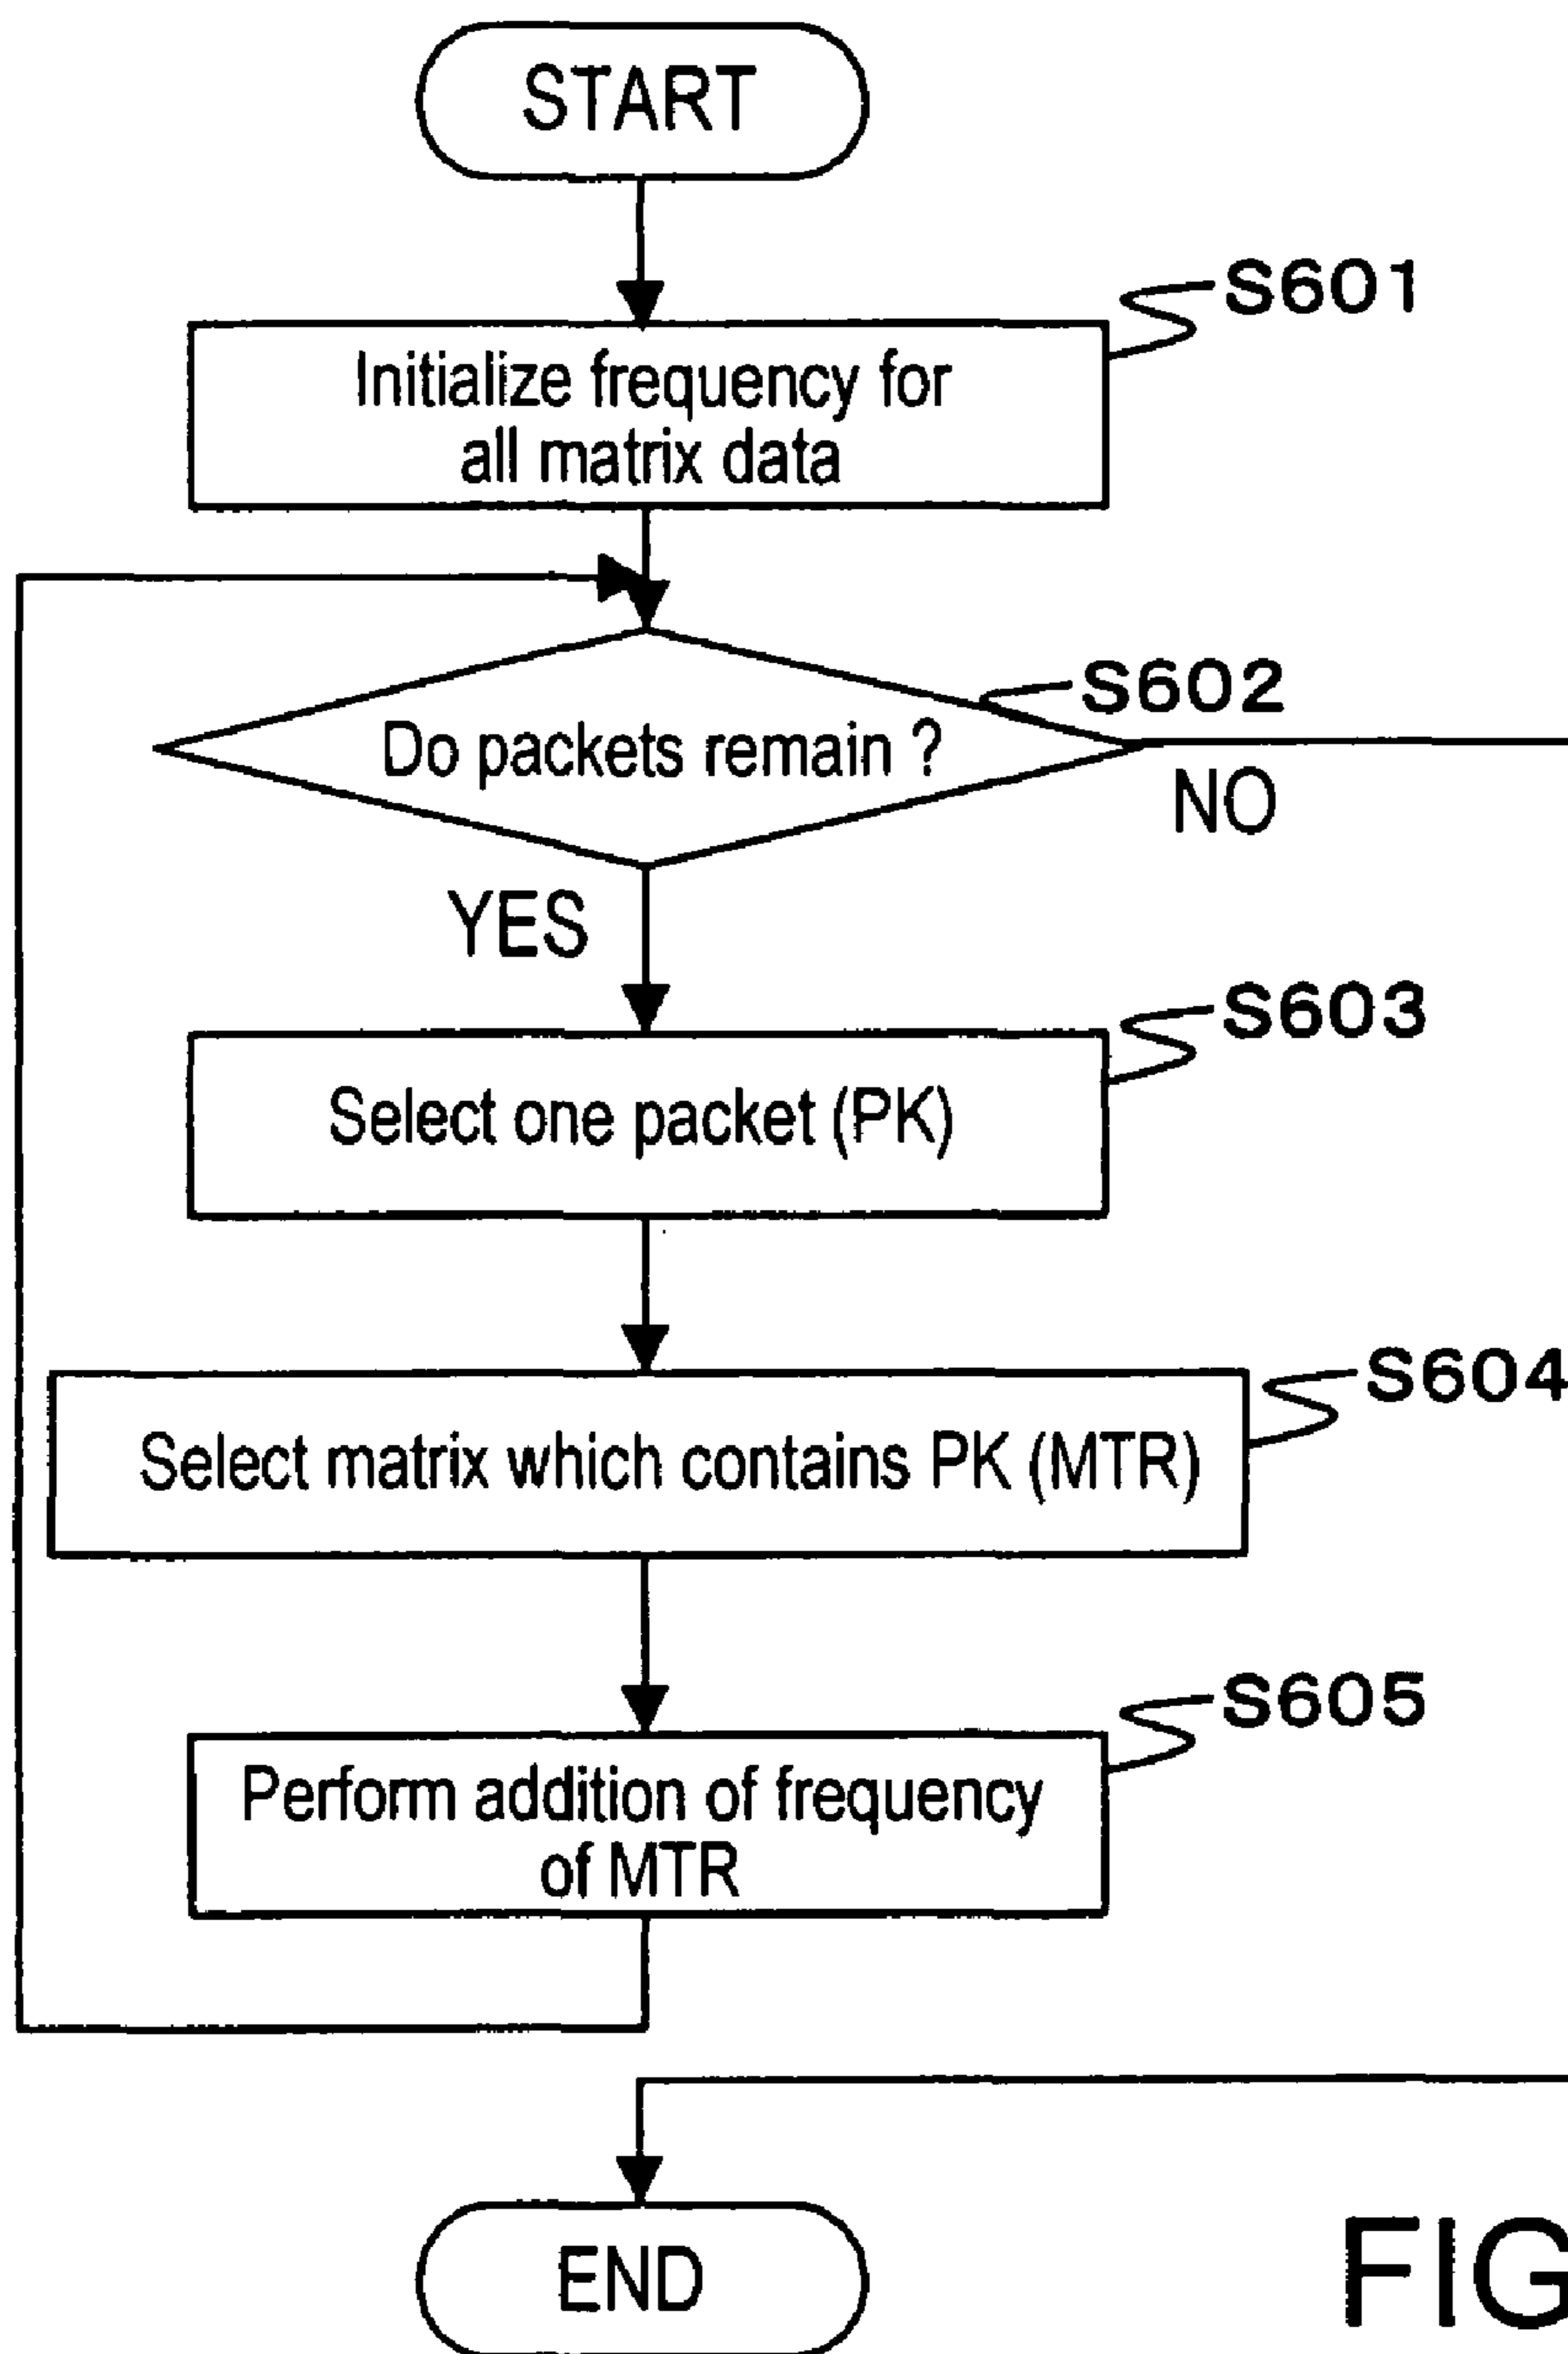 START
S601
Initialize frequency for
all matrix data
S602
Do packets remain ?
NO
YES
S603
Select one packet (PK)
S604
Select matrix which contains PK (MTR)
S605
Perform addition of frequency
of MTR
END
FIG